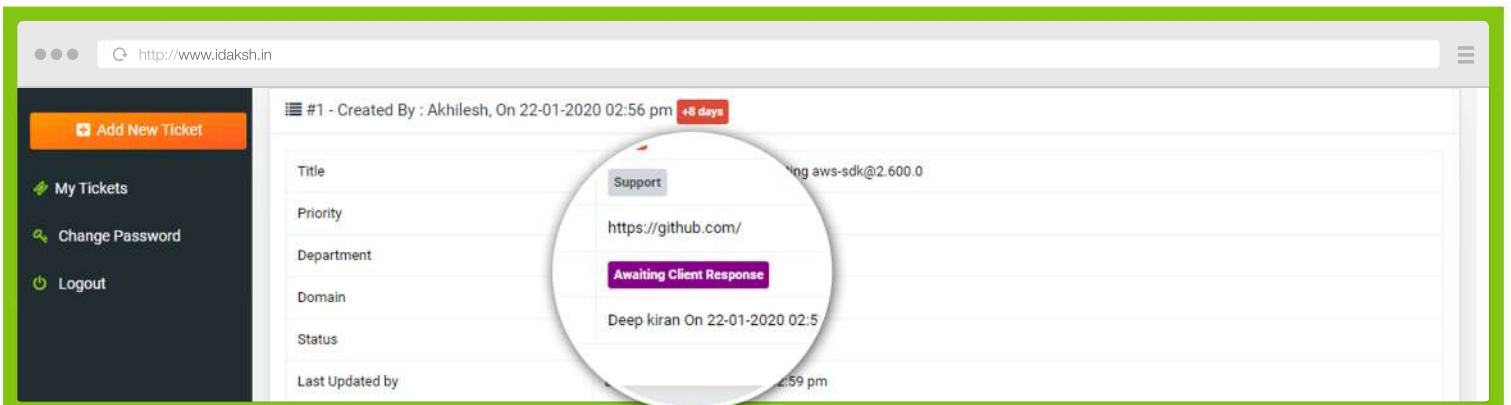 http://www.idaksh.in
Add New Ticket
My Tickets
Change Password
Logout
#1 - Created By : Akhilesh, On 22-01-2020 02:56 pm +8 days
Title
aws-sdk@2.600.0
Priority
Department
Domain
Status
Last Updated by
:59 pm
Support
https://github.com/
Awaiting Client Response
Deep kiran On 22-01-2020 02:5